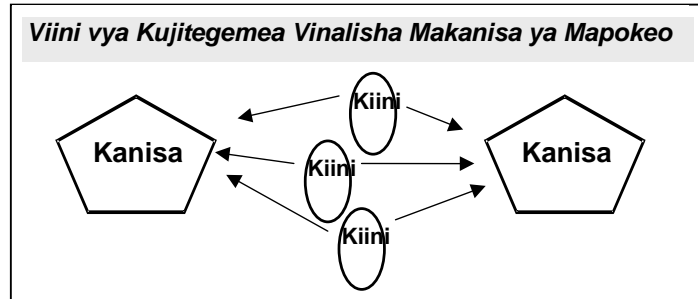 Viini vya Kujitegemea Vinalisha Makanisa ya Mapokeo
Kiini
Kanisa
Kanisa
Kiini
Kiini